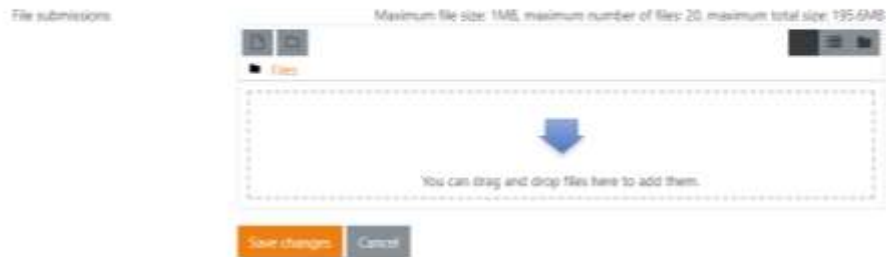 File submissions
Maximum file size: 1MB, maximum number of files: 20, maximum total size: 195.6MB
Files
You can drag and drop files here to add them.
Save changes
Cancel